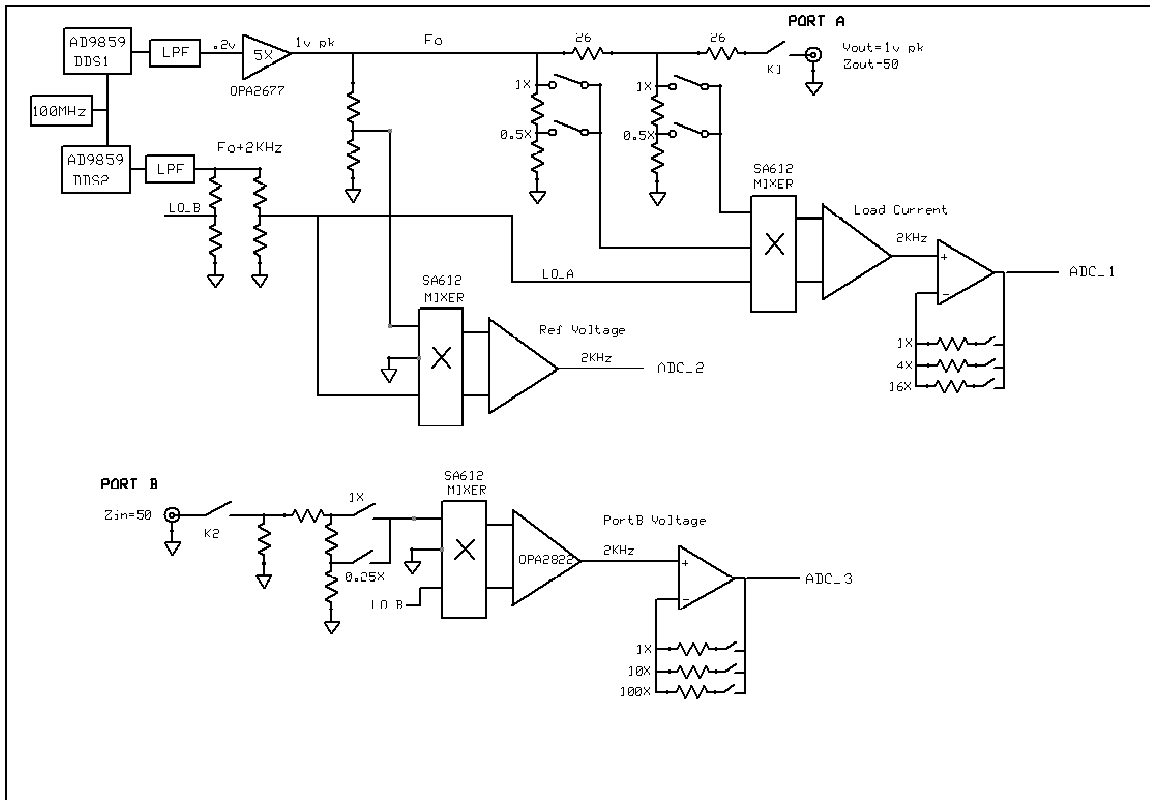 PORT A
AD9859
DDS1
LPF
.2v
5X
OPA2677
1v pk
Fo
26
26
K1
Vout=1v pk
Zout=50
100MHz
1X
0.5X
1X
0.5X
AD9859
DDS2
LPF
Fo+2KHz
LO_B
SA612
MIXER
X
Load Current
2KHz
+
-
ADC_1
LO_A
1X
4X
16X
SA612
MIXER
X
Ref Voltage
2KHz
ADC_2
PORT B
Zin=50
K2
1X
0.25X
LO_B
SA612
MIXER
X
OPA2822
PortB Voltage
2KHz
+
-
ADC_3
1X
10X
100X